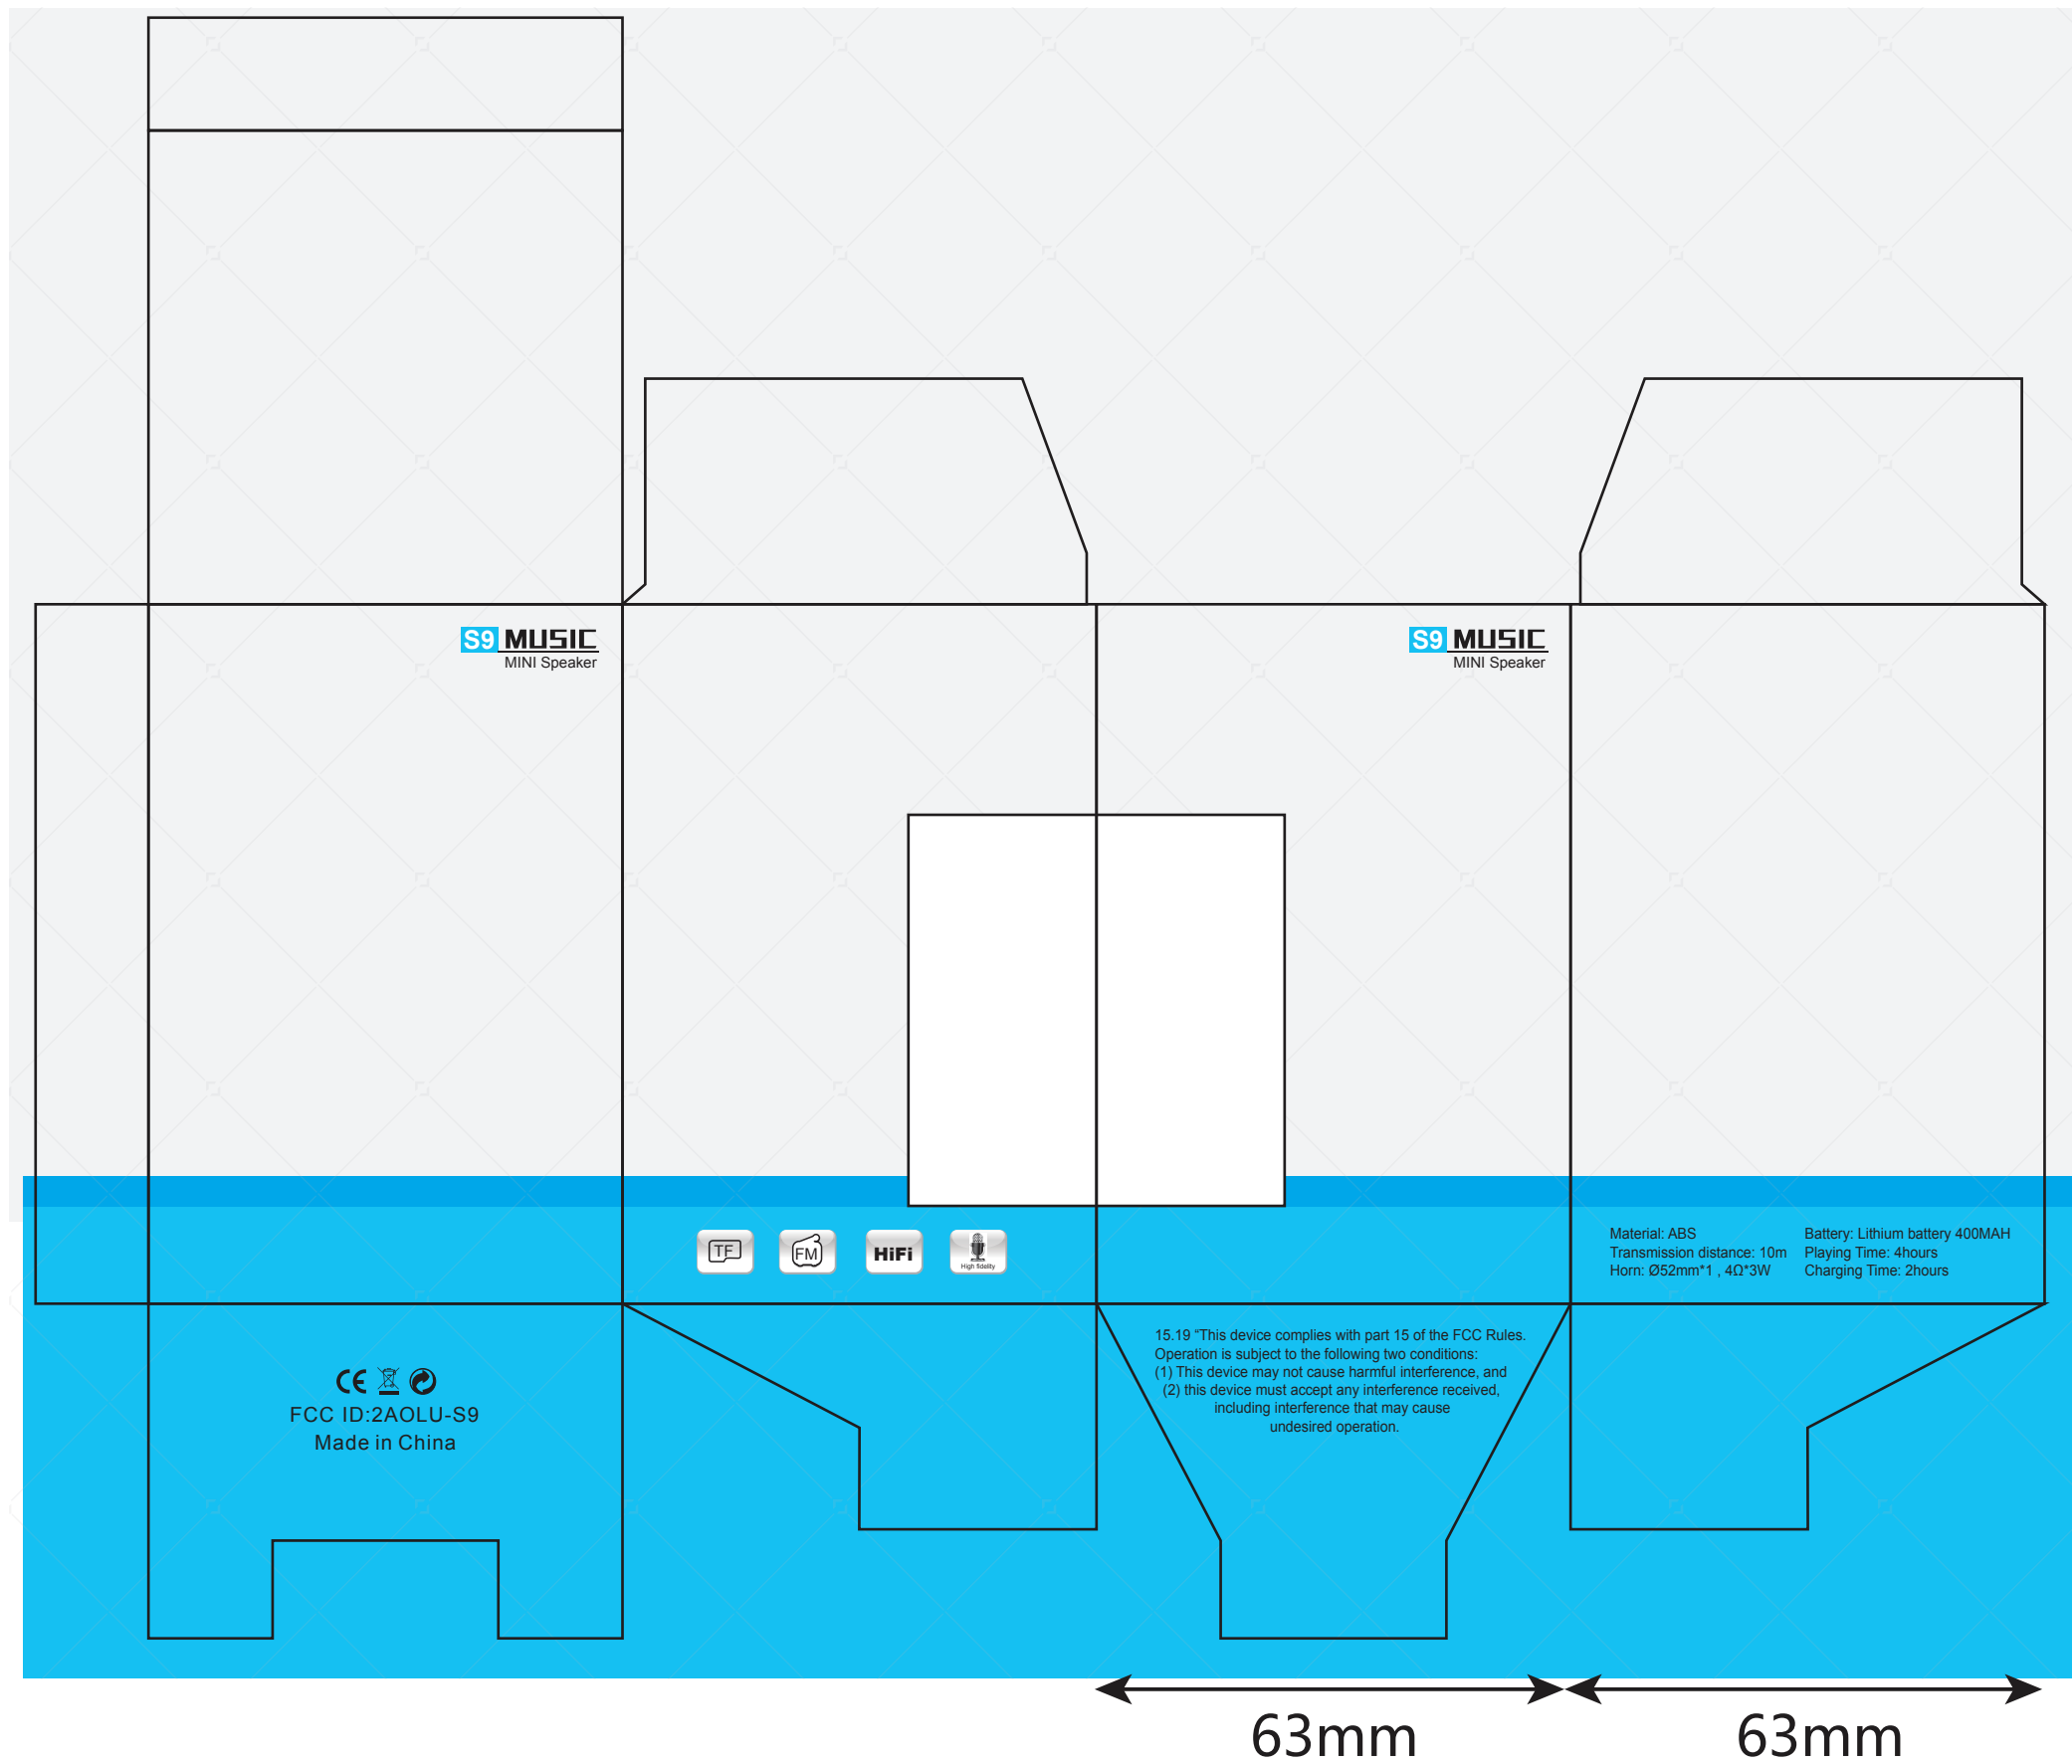 S9 MUSIC
MINI Speaker
S9 MUSIC
MINI Speaker
TF
FM
HiFi
High fidelity
Material: ABS
Transmission distance: 10m
Horn: Ø52mm*1 , 4Ω*3W
Battery: Lithium battery 400MAH
Playing Time: 4hours
Charging Time: 2hours
15.19 “This device complies with part 15 of the FCC Rules.
Operation is subject to the following two conditions:
(1) This device may not cause harmful interference, and
(2) this device must accept any interference received,
including interference that may cause
undesired operation.
CE
FCC ID:2AOLU-S9
Made in China
63mm
63mm